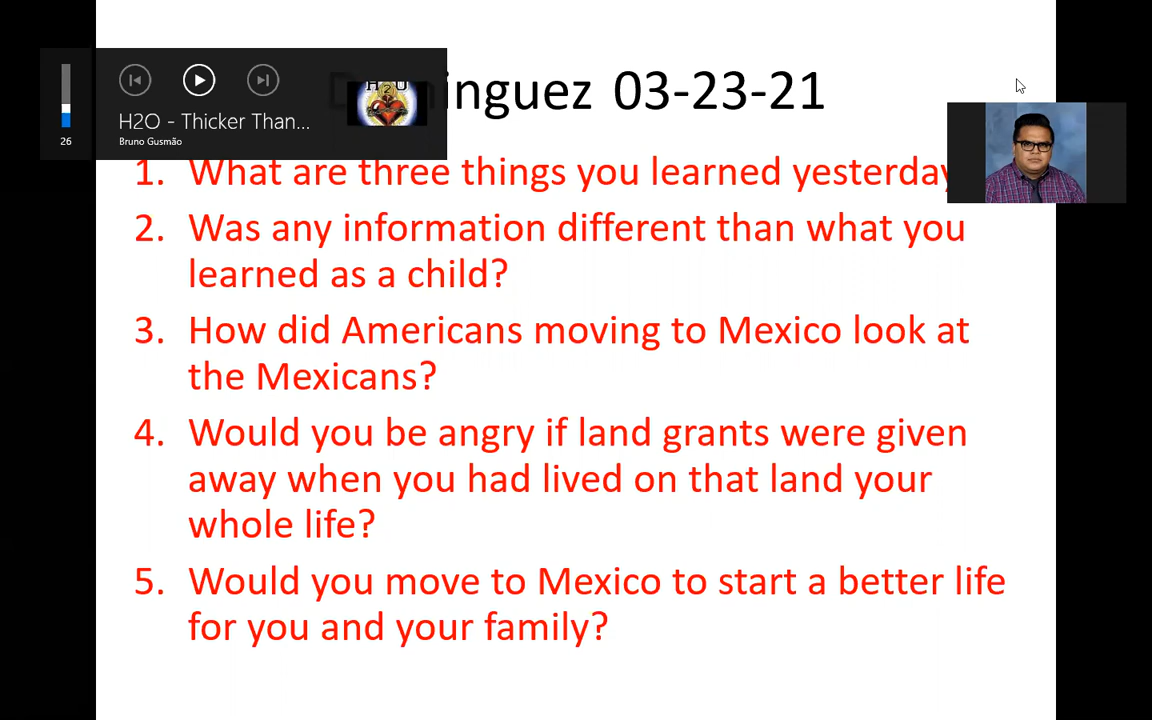 H2O - Thicker Than...
Bruno Gusmão
26
H2O
Dominguez 03-23-21
1. What are three things you learned yesterday
2. Was any information different than what you
learned as a child?
3. How did Americans moving to Mexico look at
the Mexicans?
4. Would you be angry if land grants were given
away when you had lived on that land your
whole life?
5. Would you move to Mexico to start a better life
for you and your family?